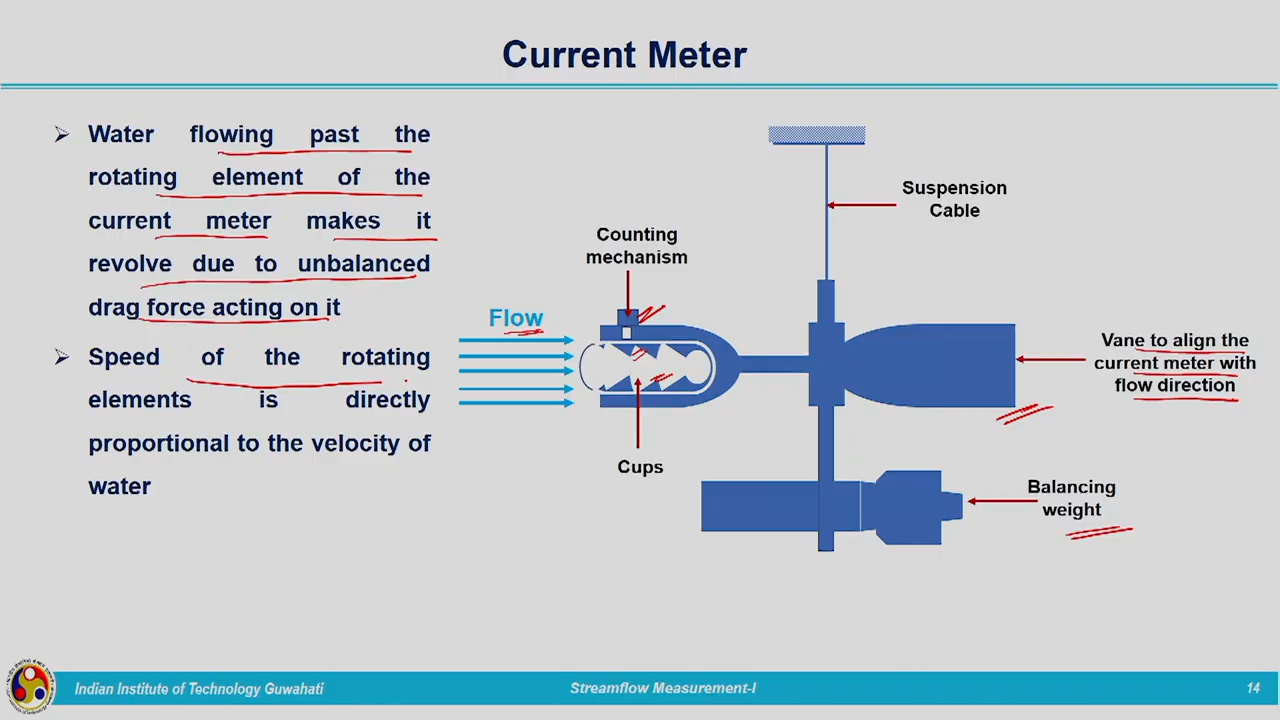 Current Meter
➢ Water flowing past the
rotating element of the
current meter makes it
revolve due to unbalanced
drag force acting on it
➢ Speed of the rotating
elements is directly
proportional to the velocity of
water
Flow
Counting
mechanism
Cups
Suspension
Cable
Vane to align the
current meter with
flow direction
Balancing
weight
Indian Institute of Technology Guwahati
Streamflow Measurement-I
14